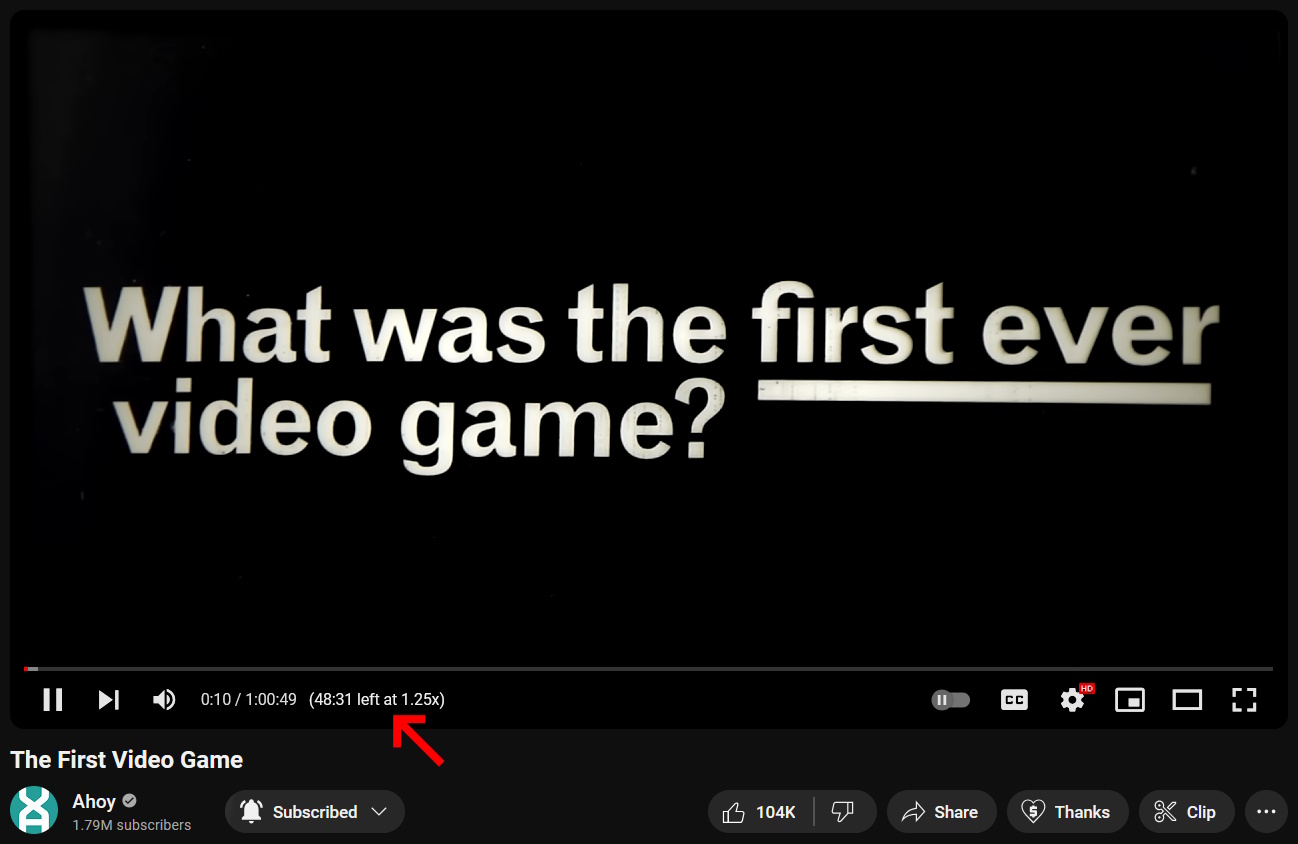 What was the first ever
video game?
0:10 / 1:00:49 (48:31 left at 1.25x)
CC
HD
The First Video Game
Ahoy
1.79M subscribers
Subscribed
104K
Share
Thanks
Clip